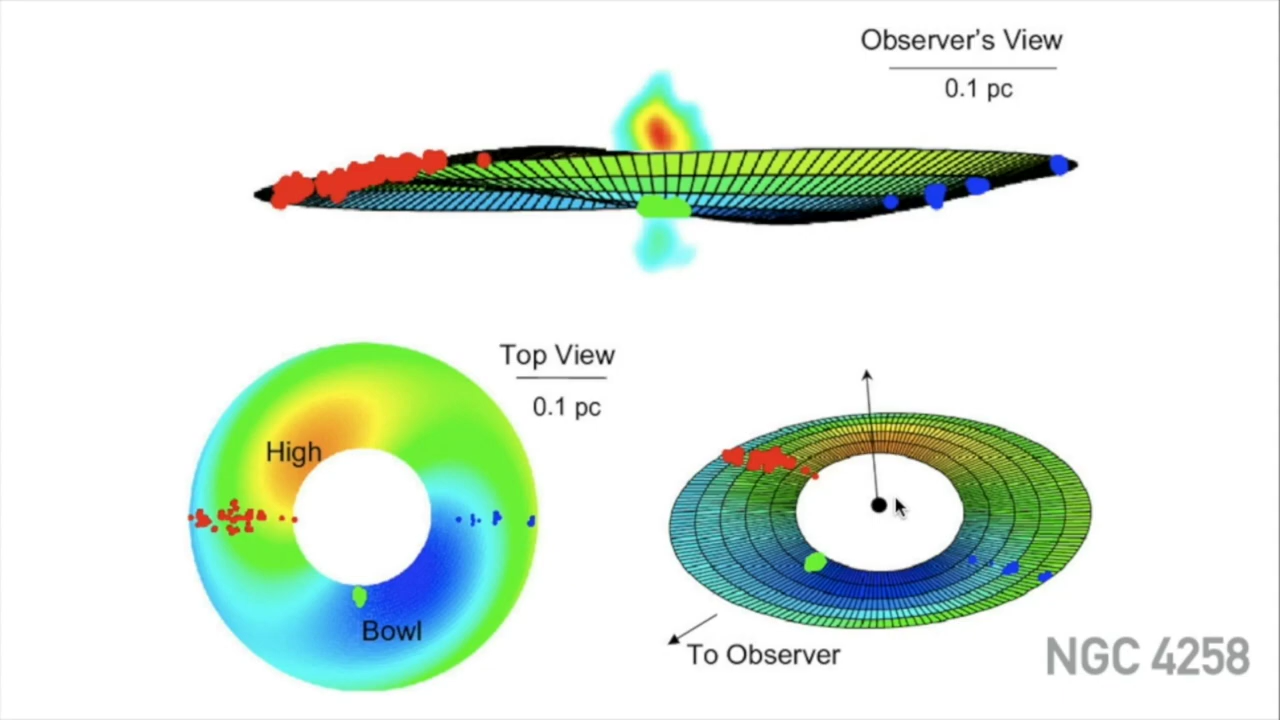 Observer's View
0.1 pc
Top View
0.1 pc
High
Bowl
To Observer
NGC 4258